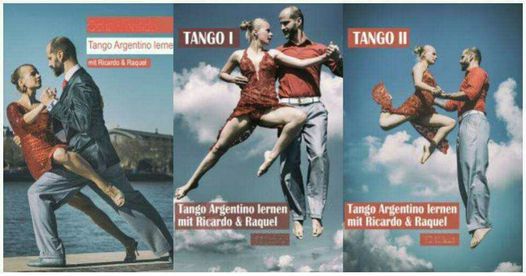 Tango Argentino lernen
mit Ricardo & Raquel
TANGO I
Tango Argentino lernen
mit Ricardo & Raquel
TANGO II
Tango Argentino lernen
mit Ricardo & Raquel